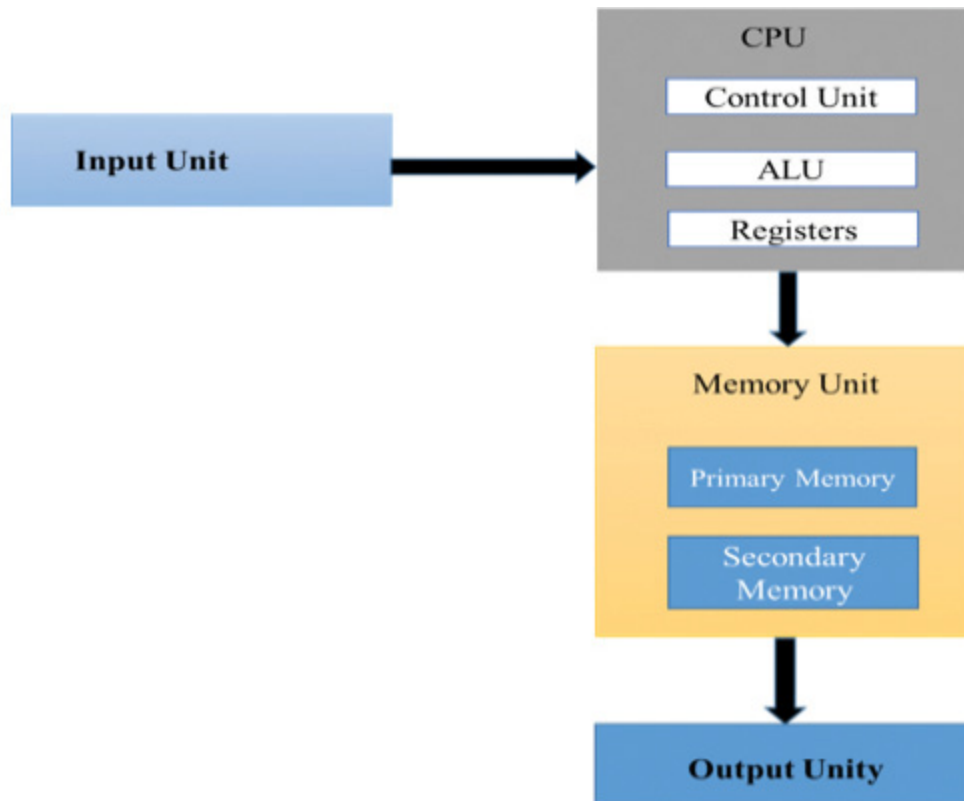 CPU
Control Unit
Input Unit
ALU
Registers
Memory Unit
Primary Memory
Secondary
Memory
Output Unity